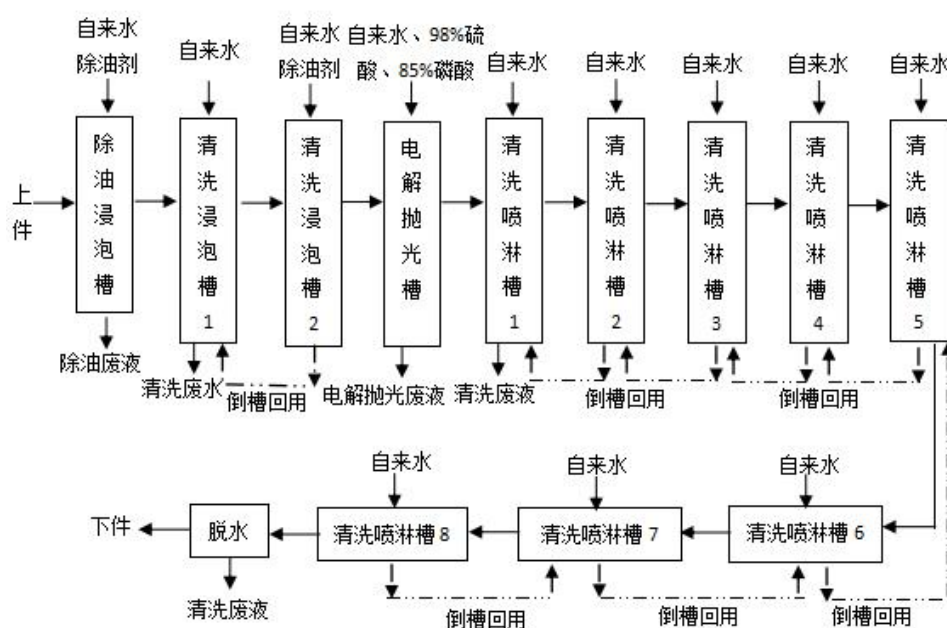 自来水
除油剂
自来水
自来水
除油剂
自来水、98%硫
酸、85%磷酸
自来水
自来水
自来水
自来水
自来水
上件
除油浸泡槽
清洗浸泡槽1
清洗浸泡槽2
电解抛光槽
清洗喷淋槽1
清洗喷淋槽2
清洗喷淋槽3
清洗喷淋槽4
清洗喷淋槽5
除油废液
清洗废水
倒槽回用
电解抛光废液
清洗废液
倒槽回用
倒槽回用
自来水
自来水
自来水
下件
脱水
清洗喷淋槽 8
清洗喷淋槽 7
清洗喷淋槽 6
清洗废液
倒槽回用
倒槽回用
倒槽回用